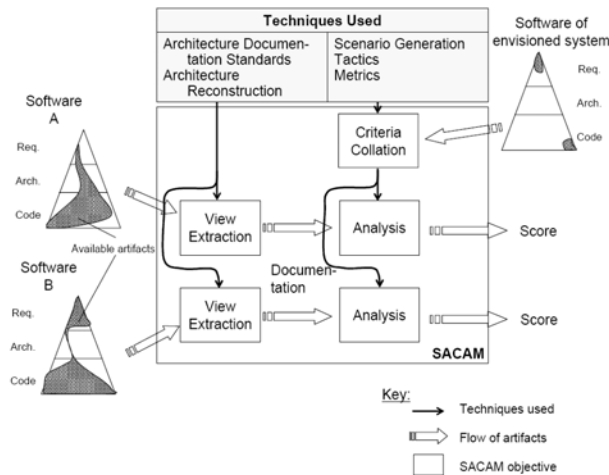 Techniques Used
Architecture Documen-
tation Standards
Architecture
Reconstruction
Scenario Generation
Tactics
Metrics
Software of
envisioned system
Req.
Arch.
Code
Software
A
Req.
Arch.
Code
Available artifacts
Software
B
Req.
Arch.
Code
Criteria
Collation
View
Extraction
Analysis
Score
Documen-
tation
View
Extraction
Analysis
Score
SACAM
Key:
Techniques used
Flow of artifacts
SACAM objective